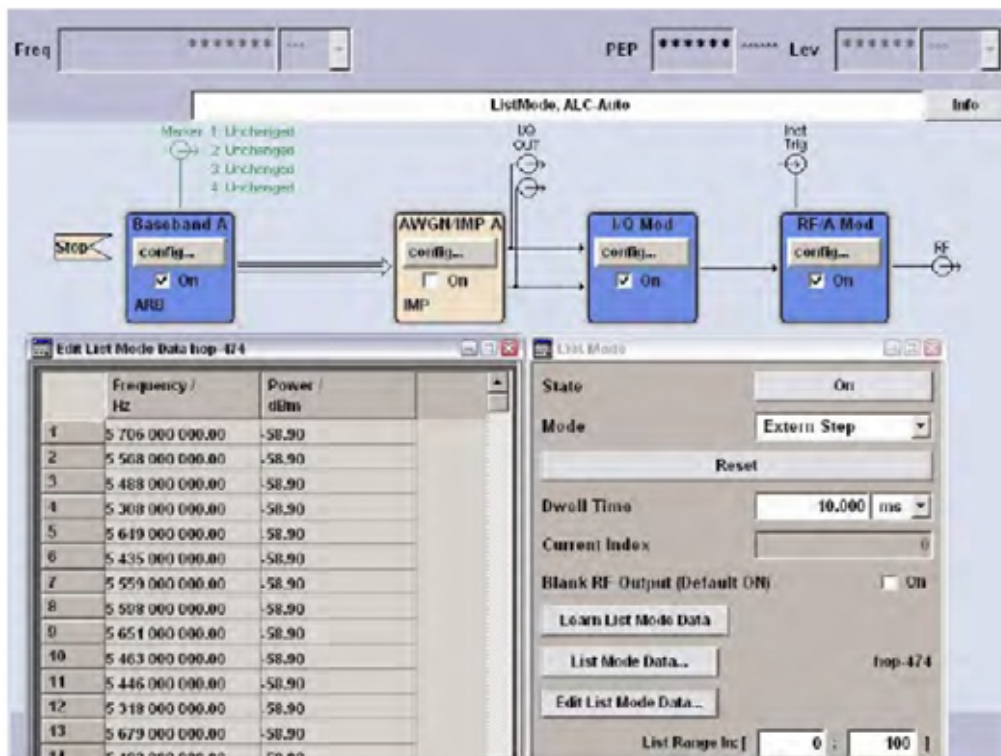 Freq ******* --- PEP ****** ------ Lev ****** ---
ListMode, ALC-Auto Info
Marker 1: Unchanged
2: Unchanged
3: Unchanged
4: Unchanged
I/Q
OUT
Inst
Trig
Stop
Baseband A
config...
On
ARB
AWGN/IMP A
config...
On
IMP
I/Q Mod
config...
On
RF/A Mod
config...
On
RF
Edit List Mode Data hop-474
Frequency / Hz Power / dBm
1 5 706 000 000.00 -58.90
2 5 568 000 000.00 -58.90
3 5 488 000 000.00 -58.90
4 5 308 000 000.00 -58.90
5 5 649 000 000.00 -58.90
6 5 435 000 000.00 -58.90
7 5 559 000 000.00 -58.90
8 5 598 000 000.00 -58.90
9 5 651 000 000.00 -58.90
10 5 463 000 000.00 -58.90
11 5 446 000 000.00 -58.90
12 5 318 000 000.00 -58.90
13 5 679 000 000.00 -58.90
List Mode
State On
Mode Extern Step
Reset
Dwell Time 10.000 ms
Current Index 0
Blank RF Output (Default ON) On
Learn List Mode Data
List Mode Data... hop-474
Edit List Mode Data...
List Range In: [ 0 : 100 ]